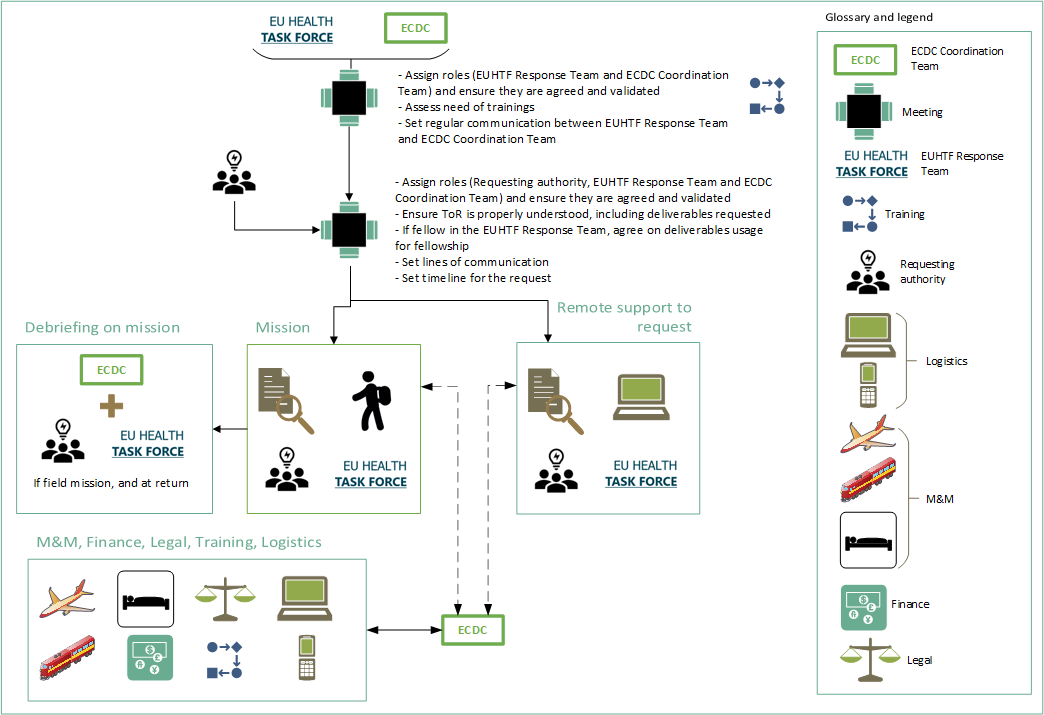 EU HEALTH
TASK FORCE
ECDC
- Assign roles (EUHTF Response Team and ECDC Coordination
Team) and ensure they are agreed and validated
- Assess need of trainings
- Set regular communication between EUHTF Response Team
and ECDC Coordination Team
- Assign roles (Requesting authority, EUHTF Response Team and ECDC
Coordination Team) and ensure they are agreed and validated
- Ensure ToR is properly understood, including deliverables requested
- If fellow in the EUHTF Response Team, agree on deliverables usage
for fellowship
- Set lines of communication
- Set timeline for the request
Debriefing on mission
ECDC
EU HEALTH
TASK FORCE
If field mission, and at return
Mission
EU HEALTH
TASK FORCE
Remote support to
request
EU HEALTH
TASK FORCE
M&M, Finance, Legal, Training, Logistics
ECDC
Glossary and legend
ECDC
ECDC Coordination
Team
Meeting
EU HEALTH
TASK FORCE
EUHTF Response
Team
Training
Requesting
authority
Logistics
M&M
Finance
Legal